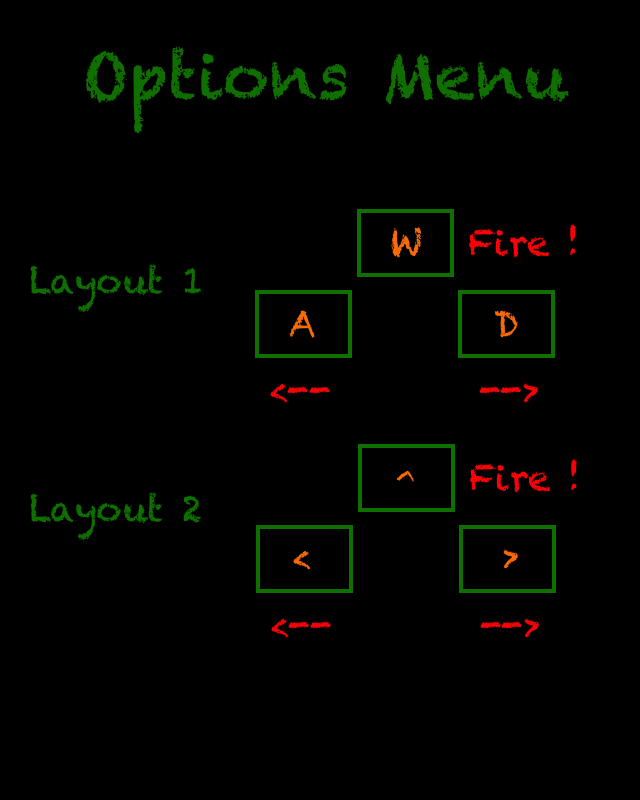 Options Menu
W Fire !
Layout 1
A D
<-- -->
^ Fire !
Layout 2
< >
<-- -->